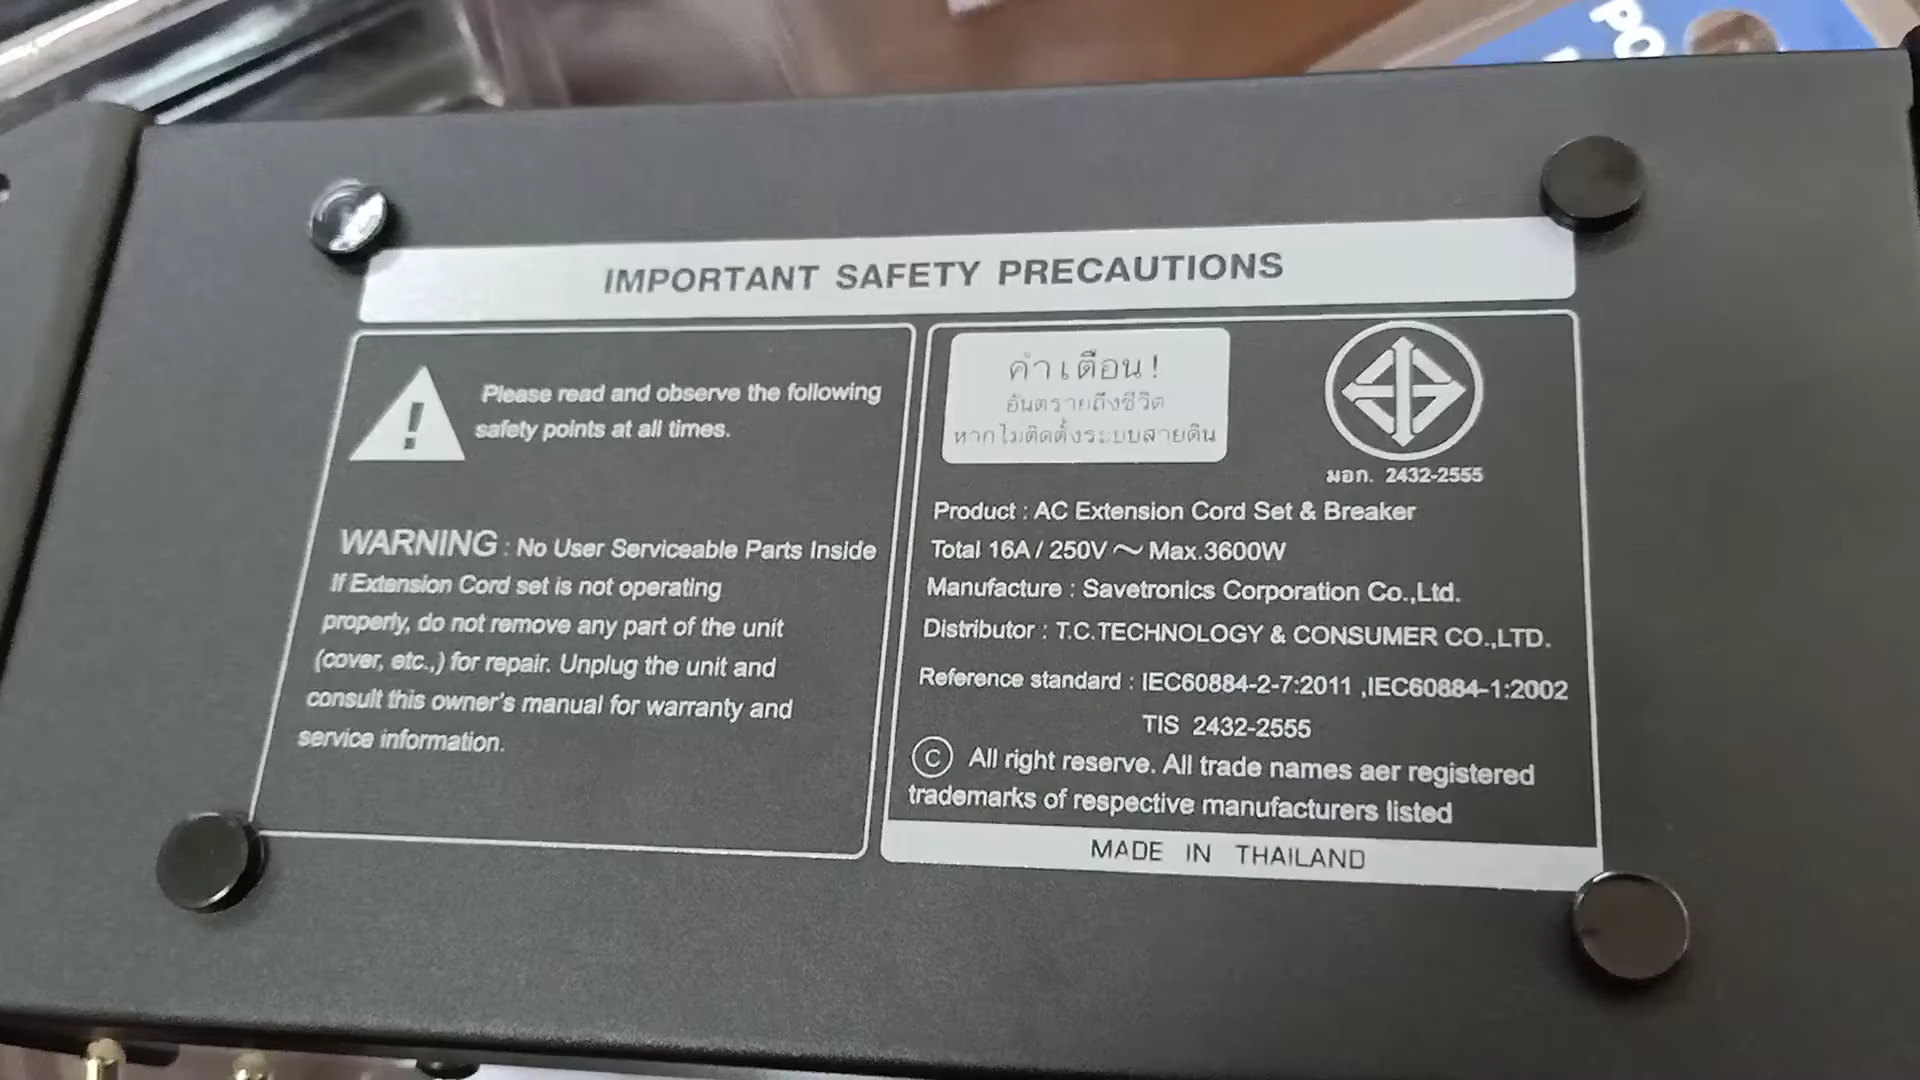 PO
IMPORTANT SAFETY PRECAUTIONS
!
Please read and observe the following
safety points at all times.
WARNING : No User Serviceable Parts Inside
If Extension Cord set is not operating
properly, do not remove any part of the unit
(cover, etc.,) for repair. Unplug the unit and
consult this owner's manual for warranty and
service information.
คำเตือน!
อันตรายถึงชีวิต
หากไม่ติดตั้งระบบสายดิน
มอก. 2432-2555
Product : AC Extension Cord Set & Breaker
Total 16A / 250V ～ Max.3600W
Manufacture : Savetronics Corporation Co.,Ltd.
Distributor : T.C.TECHNOLOGY & CONSUMER CO.,LTD.
Reference standard : IEC60884-2-7:2011 ,IEC60884-1:2002
TIS 2432-2555
© All right reserve. All trade names aer registered
trademarks of respective manufacturers listed
MADE IN THAILAND